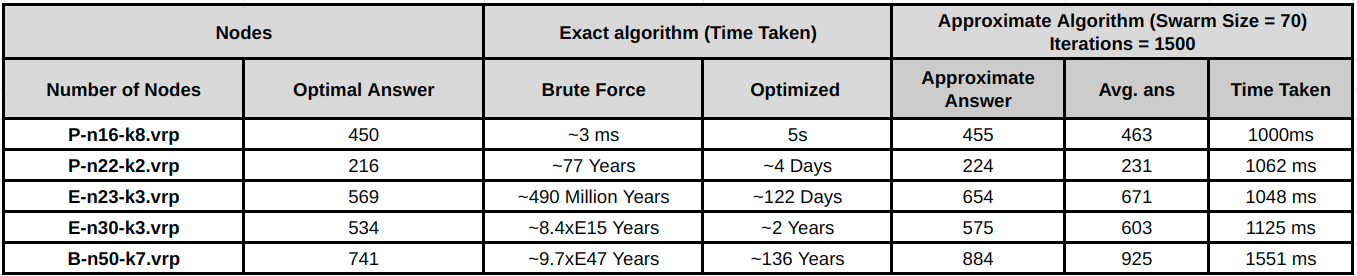 Nodes Exact algorithm (Time Taken) Approximate Algorithm (Swarm Size = 70)
Iterations = 1500
Number of Nodes Optimal Answer Brute Force Optimized Approximate Answer Avg. ans Time Taken
P-n16-k8.vrp 450 ~3 ms 5s 455 463 1000ms
P-n22-k2.vrp 216 ~77 Years ~4 Days 224 231 1062 ms
E-n23-k3.vrp 569 ~490 Million Years ~122 Days 654 671 1048 ms
E-n30-k3.vrp 534 ~8.4xE15 Years ~2 Years 575 603 1125 ms
B-n50-k7.vrp 741 ~9.7xE47 Years ~136 Years 884 925 1551 ms